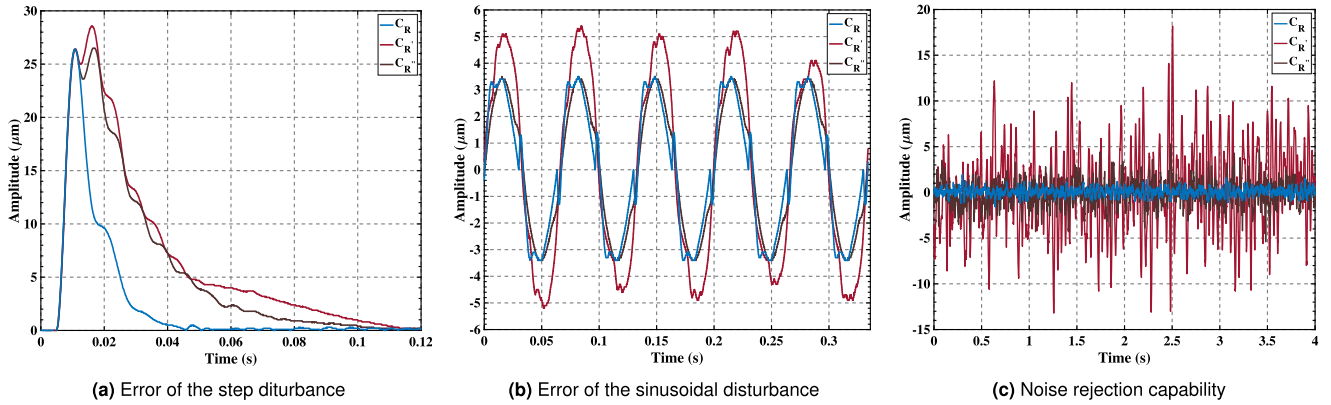 30
25
20
15
10
5
0
0
0.02
0.04
0.06
0.08
0.1
0.12
Amplitude (μm)
Time (s)
C_R
C_R'
C_R''
(a) Error of the step diturbance
6
5
4
3
2
1
0
-1
-2
-3
-4
-5
-6
0
0.05
0.1
0.15
0.2
0.25
0.3
Amplitude (μm)
Time (s)
C_R
C_R'
C_R''
(b) Error of the sinusoidal disturbance
20
15
10
5
0
-5
-10
-15
0
0.5
1
1.5
2
2.5
3
3.5
4
Amplitude (μm)
Time (s)
C_R
C_R'
C_R''
(c) Noise rejection capability